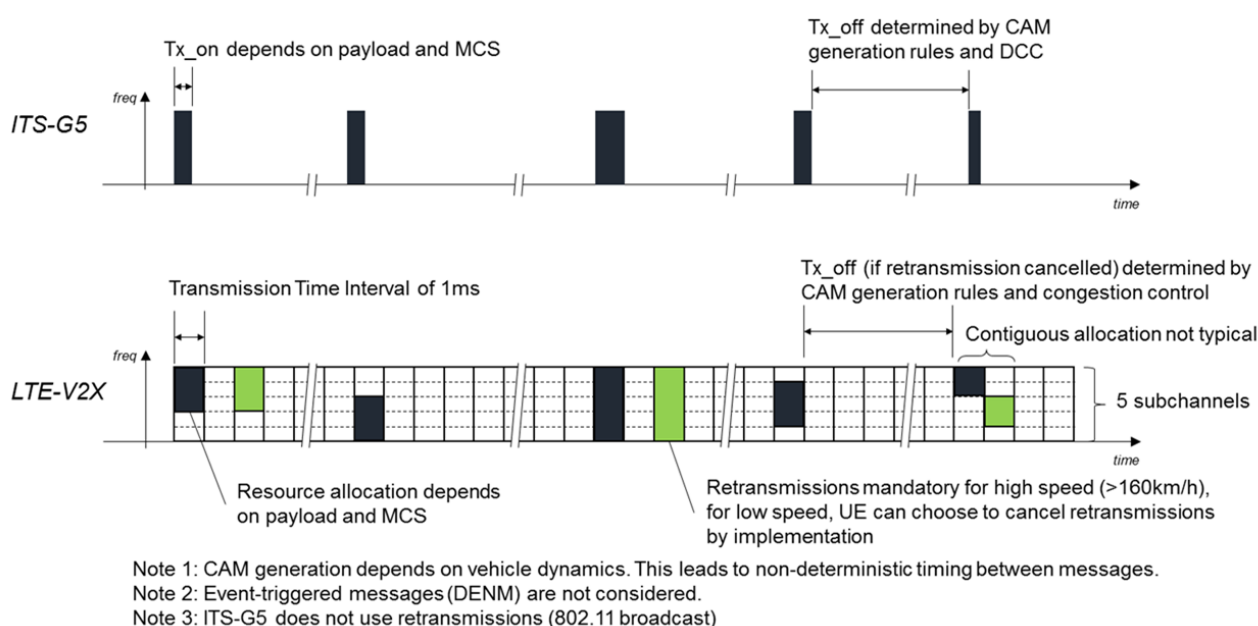 Tx_on depends on payload and MCS
Tx_off determined by CAM
generation rules and DCC
freq
ITS-G5
time
Tx_off (if retransmission cancelled) determined by
CAM generation rules and congestion control
Transmission Time Interval of 1ms
Contiguous allocation not typical
freq
LTE-V2X
5 subchannels
time
Resource allocation depends
on payload and MCS
Retransmissions mandatory for high speed (>160km/h),
for low speed, UE can choose to cancel retransmissions
by implementation
Note 1: CAM generation depends on vehicle dynamics. This leads to non-deterministic timing between messages.
Note 2: Event-triggered messages (DENM) are not considered.
Note 3: ITS-G5 does not use retransmissions (802.11 broadcast)